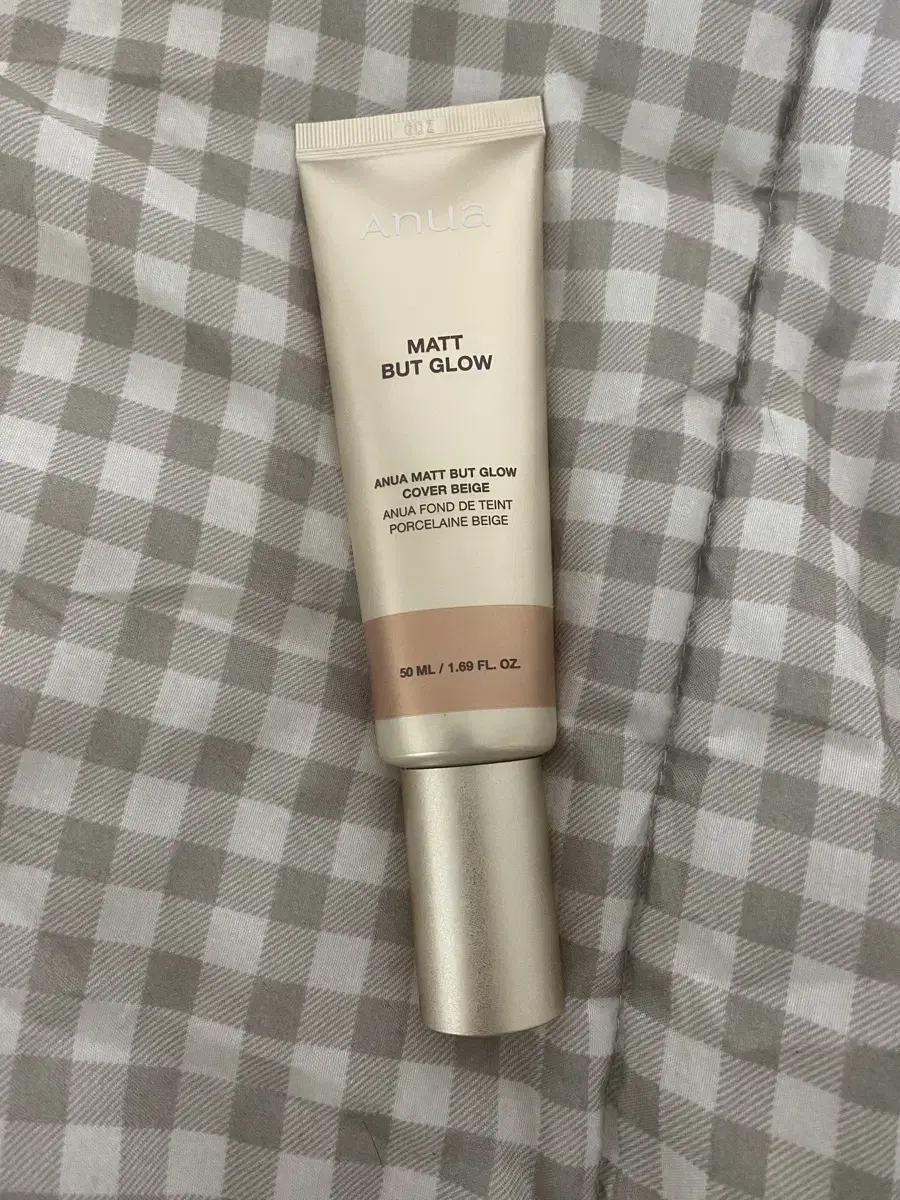 Anua
MATT
BUT GLOW
ANUA MATT BUT GLOW
COVER BEIGE
ANUA FOND DE TEINT
PORCELAINE BEIGE
50 ML / 1.69 FL. OZ.